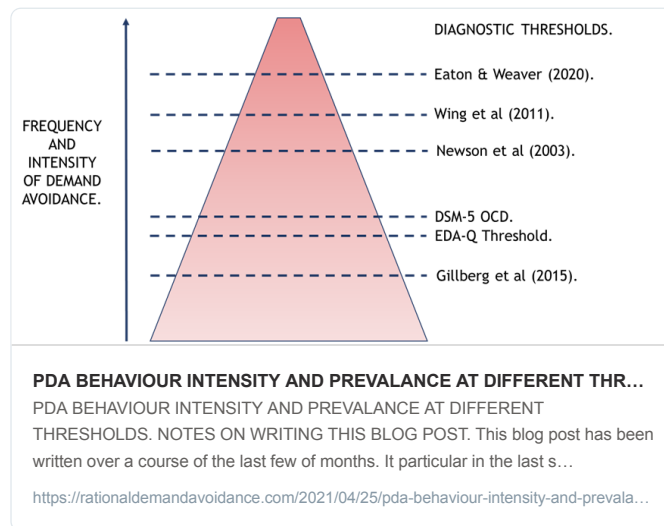 DIAGNOSTIC THRESHOLDS.
Eaton & Weaver (2020).
Wing et al (2011).
FREQUENCY
AND
INTENSITY
OF DEMAND
AVOIDANCE.
Newson et al (2003).
DSM-5 OCD.
EDA-Q Threshold.
Gillberg et al (2015).
PDA BEHAVIOUR INTENSITY AND PREVALANCE AT DIFFERENT THR…
PDA BEHAVIOUR INTENSITY AND PREVALANCE AT DIFFERENT
THRESHOLDS. NOTES ON WRITING THIS BLOG POST. This blog post has been
written over a course of the last few of months. It particular in the last s…
https://rationaldemandavoidance.com/2021/04/25/pda-behaviour-intensity-and-prevala…